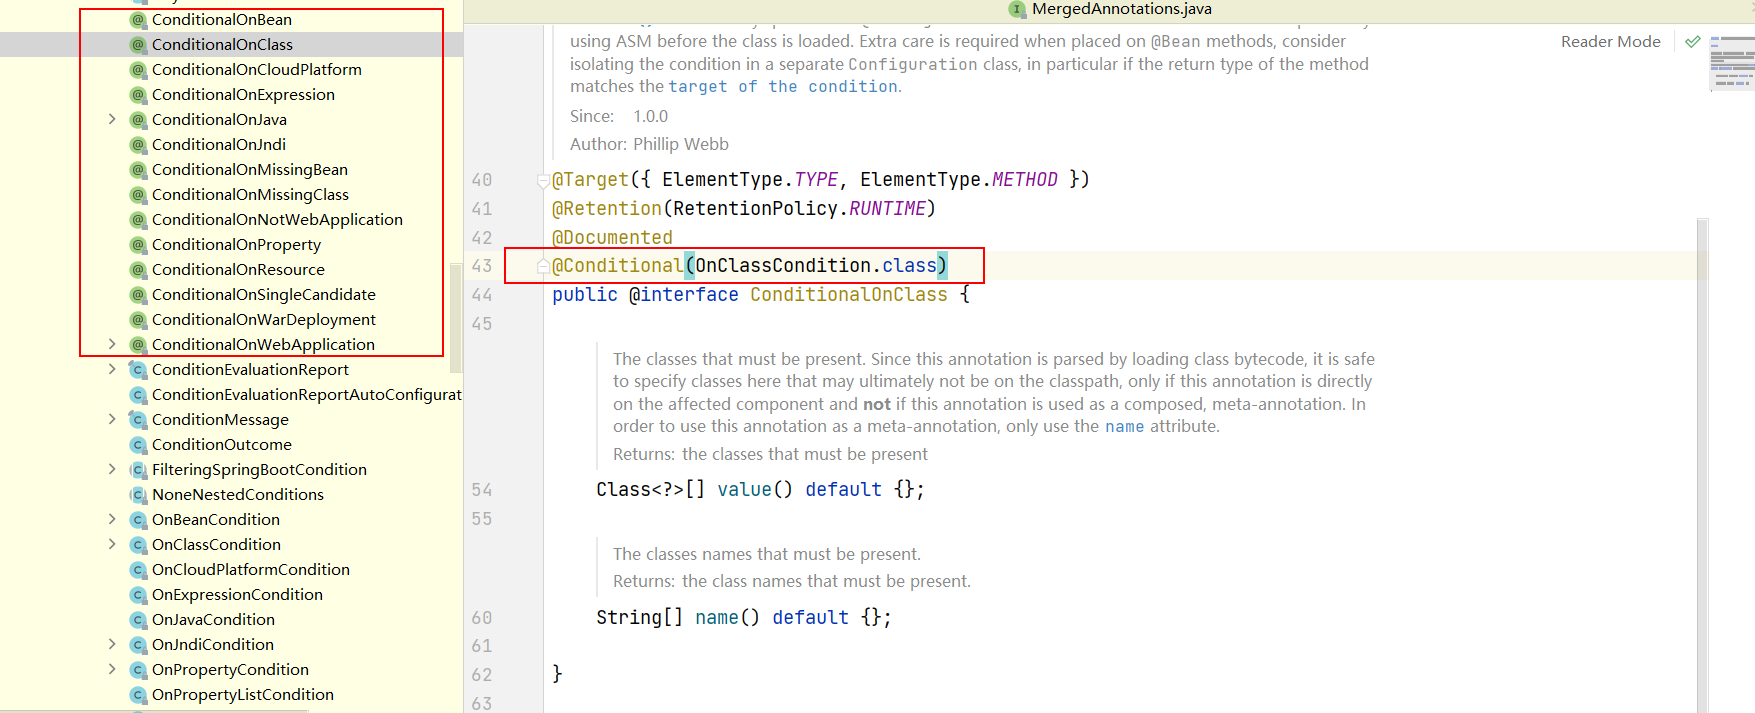 ConditionalOnBean
ConditionalOnClass
ConditionalOnCloudPlatform
ConditionalOnExpression
ConditionalOnJava
ConditionalOnJndi
ConditionalOnMissingBean
ConditionalOnMissingClass
ConditionalOnNotWebApplication
ConditionalOnProperty
ConditionalOnResource
ConditionalOnSingleCandidate
ConditionalOnWarDeployment
ConditionalOnWebApplication
ConditionEvaluationReport
ConditionEvaluationReportAutoConfigurat
ConditionMessage
ConditionOutcome
FilteringSpringBootCondition
NoneNestedConditions
OnBeanCondition
OnClassCondition
OnCloudPlatformCondition
OnExpressionCondition
OnJavaCondition
OnJndiCondition
OnPropertyCondition
OnPropertyListCondition
MergedAnnotations.java
Reader Mode
using ASM before the class is loaded. Extra care is required when placed on @Bean methods, consider
isolating the condition in a separate Configuration class, in particular if the return type of the method
matches the target of the condition.
Since: 1.0.0
Author: Phillip Webb
40 @Target({ ElementType.TYPE, ElementType.METHOD })
41 @Retention(RetentionPolicy.RUNTIME)
42 @Documented
43 @Conditional(OnClassCondition.class)
44 public @interface ConditionalOnClass {
45
The classes that must be present. Since this annotation is parsed by loading class bytecode, it is safe
to specify classes here that may ultimately not be on the classpath, only if this annotation is directly
on the affected component and not if this annotation is used as a composed, meta-annotation. In
order to use this annotation as a meta-annotation, only use the name attribute.
Returns: the classes that must be present
54 Class<?>[] value() default {};
55
The classes names that must be present.
Returns: the class names that must be present.
60 String[] name() default {};
61
62 }
63